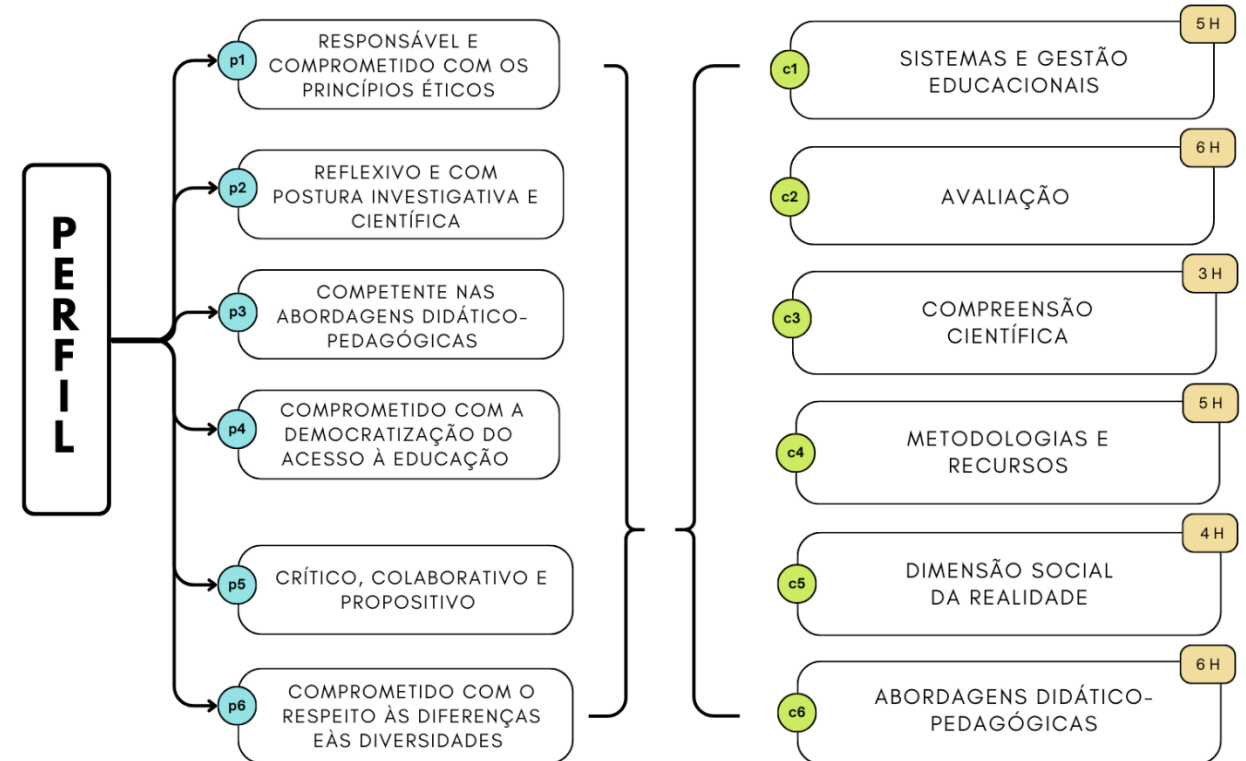 PERFIL
p1
RESPONSÁVEL E
COMPROMETIDO COM OS
PRINCÍPIOS ÉTICOS
p2
REFLEXIVO E COM
POSTURA INVESTIGATIVA E
CIENTÍFICA
p3
COMPETENTE NAS
ABORDAGENS DIDÁTICO-
PEDAGÓGICAS
p4
COMPROMETIDO COM A
DEMOCRATIZAÇÃO DO
ACESSO À EDUCAÇÃO
p5
CRÍTICO, COLABORATIVO E
PROPOSITIVO
p6
COMPROMETIDO COM O
RESPEITO ÀS DIFERENÇAS
EÀS DIVERSIDADES
5 H
c1
SISTEMAS E GESTÃO
EDUCACIONAIS
6 H
c2
AVALIAÇÃO
3 H
c3
COMPREENSÃO
CIENTÍFICA
5 H
c4
METODOLOGIAS E
RECURSOS
4 H
c5
DIMENSÃO SOCIAL
DA REALIDADE
6 H
c6
ABORDAGENS DIDÁTICO-
PEDAGÓGICAS